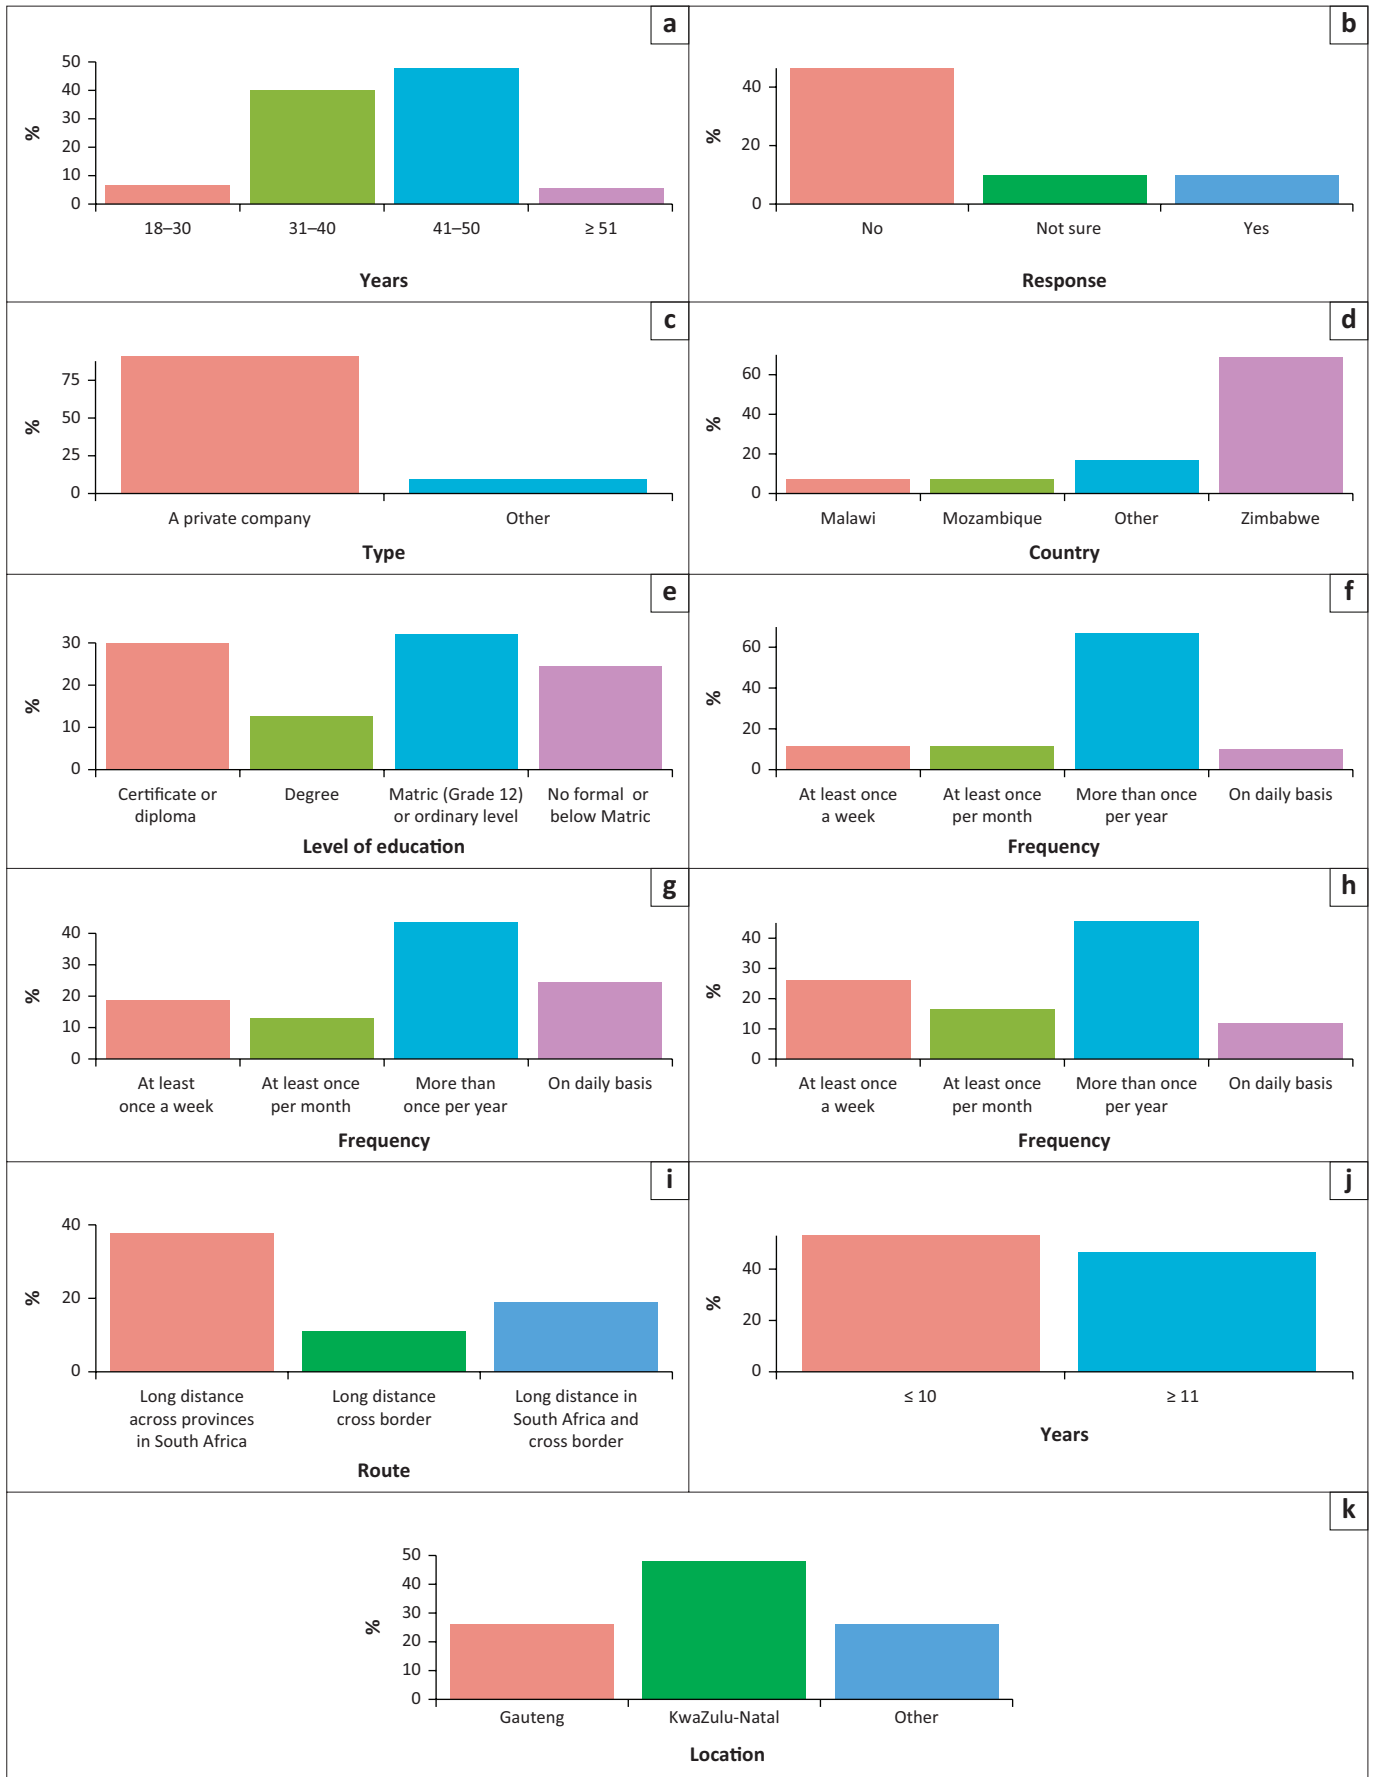 a
50
40
30
20
10
0
%
18–30 31–40 41–50 ≥ 51
Years
b
40
20
0
%
No Not sure Yes
Response
c
75
50
25
0
%
A private company Other
Type
d
60
40
20
0
%
Malawi Mozambique Other Zimbabwe
Country
e
30
20
10
0
%
Certificate or Degree Matric (Grade 12) No formal or
diploma or ordinary level below Matric
Level of education
f
60
40
20
0
%
At least once At least once More than once On daily basis
a week per month per year
Frequency
g
40
30
20
10
0
%
At least At least once More than On daily basis
once a week per month once per year
Frequency
h
40
30
20
10
0
%
At least once At least once More than once On daily basis
a week per month per year
Frequency
i
40
20
0
%
Long distance Long distance Long distance in
across provinces cross border South Africa and
in South Africa cross border
Route
j
40
20
0
%
≤ 10 ≥ 11
Years
k
50
40
30
20
10
0
%
Gauteng KwaZulu-Natal Other
Location